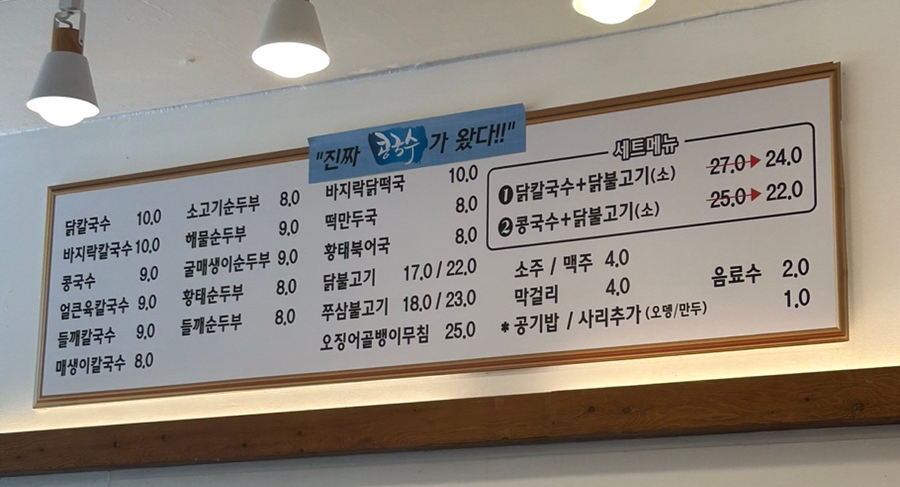 "진짜 콩국수가 왔다!!"
닭칼국수 10.0
바지락칼국수 10.0
콩국수 9.0
얼큰육칼국수 9.0
들깨칼국수 9.0
매생이칼국수 8.0
소고기순두부 8.0
해물순두부 9.0
굴매생이순두부 9.0
황태순두부 8.0
들깨순두부 8.0
바지락닭떡국 10.0
떡만두국 8.0
황태북어국 8.0
닭불고기 17.0 / 22.0
쭈삼불고기 18.0 / 23.0
오징어골뱅이무침 25.0
세트메뉴
❶ 닭칼국수+닭불고기(소) 27.0▶24.0
❷ 콩국수+닭불고기(소) 25.0▶22.0
소주 / 맥주 4.0
막걸리 4.0
음료수 2.0
* 공기밥 / 사리추가 (오뎅/만두) 1.0